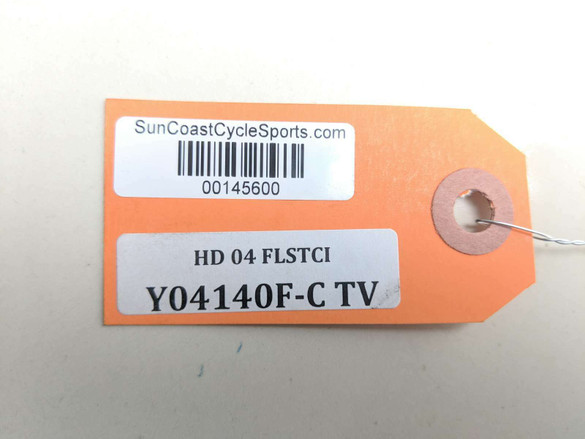 SunCoastCycleSports.com
00145600
HD 04 FLSTCI
Y04140F-C TV